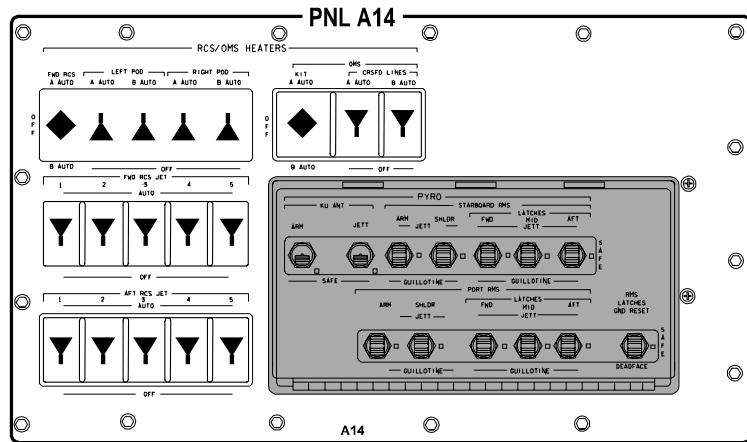 PNL A14
RCS/OMS HEATERS
FWD RCS
A AUTO
LEFT POD
A AUTO B AUTO
RIGHT POD
A AUTO B AUTO
OFF
B AUTO
OFF
OMS
KIT
A AUTO
CRSFD LINES
A AUTO B AUTO
OFF
B AUTO
OFF
FWD RCS JET
1 2 3 4 5
AUTO
OFF
AFT RCS JET
1 2 3 4 5
AUTO
OFF
PYRO
KU ANT
ARM JETT
SAFE
STARBOARD RMS
ARM SHLDR
JETT
LATCHES
FWD MID AFT
JETT
SAFE
GUILLOTINE GUILLOTINE
PORT RMS
ARM SHLDR
JETT
LATCHES
FWD MID AFT
JETT
RMS
LATCHES
GND RESET
SAFE
GUILLOTINE GUILLOTINE
DEADFACE
A14